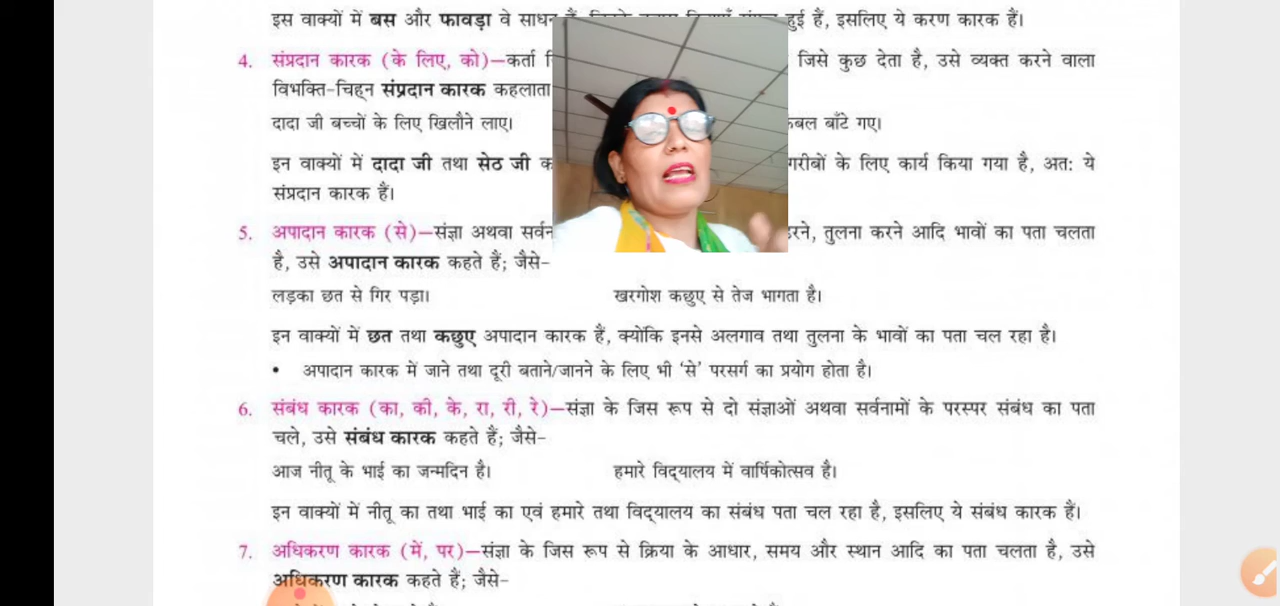 इस वाक्यों में बस और फावड़ा वे साधन हुई हैं, इसलिए ये करण कारक हैं।
4. संप्रदान कारक (के लिए, को)–कर्ता जिसे कुछ देता है, उसे व्यक्त करने वाला
विभक्ति-चिह्न संप्रदान कारक कहलाता
दादा जी बच्चों के लिए खिलौने लाए। बाँटे गए।
इन वाक्यों में दादा जी तथा सेठ जी गरीबों के लिए कार्य किया गया है, अतः ये
संप्रदान कारक हैं।
5. अपादान कारक (से)–संज्ञा अथवा तुलना करने आदि भावों का पता चलता
है, उसे अपादान कारक कहते हैं; जैसे–
लड़का छत से गिर पड़ा। खरगोश कछुए से तेज भागता है।
इन वाक्यों में छत तथा कछुए अपादान कारक हैं, क्योंकि इनसे अलगाव तथा तुलना के भावों का पता चल रहा है।
• अपादान कारक में जाने तथा दूरी बताने/जानने के लिए भी ‘से’ परसर्ग का प्रयोग होता है।
6. संबंध कारक (का, की, के, रा, री, रे)–संज्ञा के जिस रूप से दो संज्ञाओं अथवा सर्वनामों के परस्पर संबंध का पता
चले, उसे संबंध कारक कहते हैं; जैसे–
आज नीतू के भाई का जन्मदिन है। हमारे विद्यालय में वार्षिकोत्सव है।
इन वाक्यों में नीतू का तथा भाई का एवं हमारे तथा विद्यालय का संबंध पता चल रहा है, इसलिए ये संबंध कारक हैं।
7. अधिकरण कारक (में, पर)–संज्ञा के जिस रूप से क्रिया के आधार, समय और स्थान आदि का पता चलता है, उसे
अधिकरण कारक कहते हैं; जैसे–